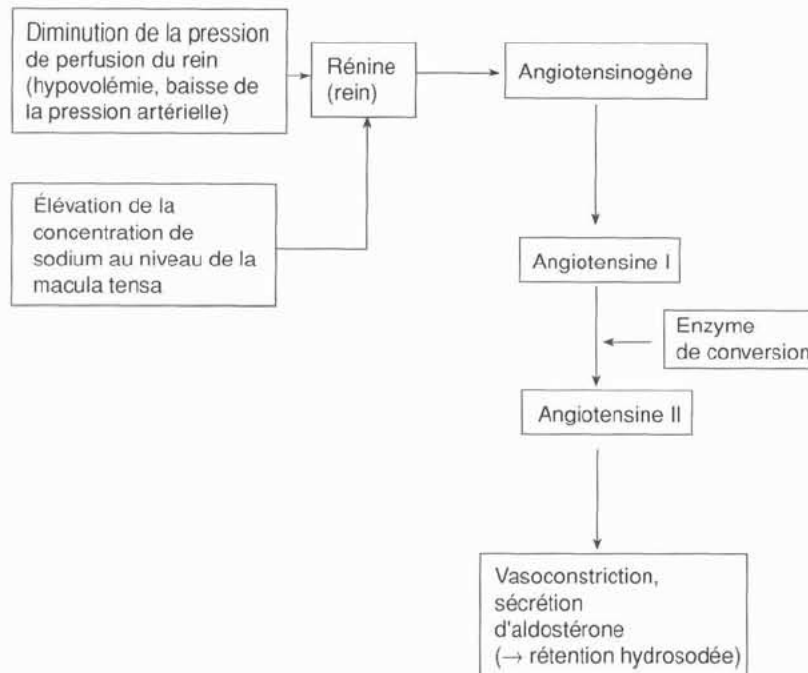 Diminution de la pression
de perfusion du rein
(hypovolémie, baisse de
la pression artérielle)
Rénine
(rein)
Angiotensinogène
Élévation de la
concentration de
sodium au niveau de la
macula tensa
Angiotensine I
Enzyme
de conversion
Angiotensine II
Vasoconstriction,
sécrétion
d'aldostérone
(→ rétention hydrosodée)